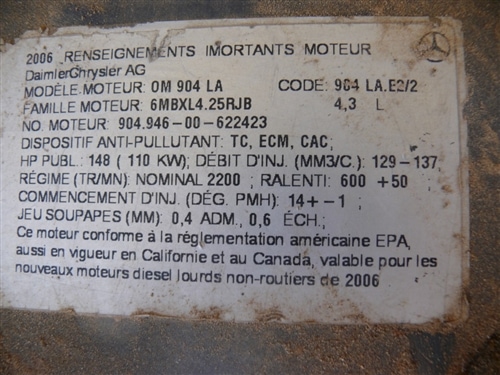 2006 RENSEIGNEMENTS IMORTANTS MOTEUR
DaimlerChrysler AG
MODÈLE MOTEUR: OM 904 LA CODE: 904 LA.E2/2
FAMILLE MOTEUR: 6MBXL4.25RJB 4,3 L
NO. MOTEUR: 904.946-00-622423
DISPOSITIF ANTI-PULLUTANT: TC, ECM, CAC;
HP PUBL: 148 ( 110 KW); DÉBIT D'INJ. (MM3/C.): 129-137
RÉGIME (TR/MN): NOMINAL 2200 ; RALENTI: 600 +50;
COMMENCEMENT D'INJ. (DÉG. PMH): 14+-1;
JEU SOUPAPES (MM): 0,4 ADM., 0,6 ÉCH.;
Ce moteur conforme à la réglementation américaine EPA,
aussi en vigueur en Californie et au Canada, valable pour les
nouveaux moteurs diesel lourds non-routiers de 2006